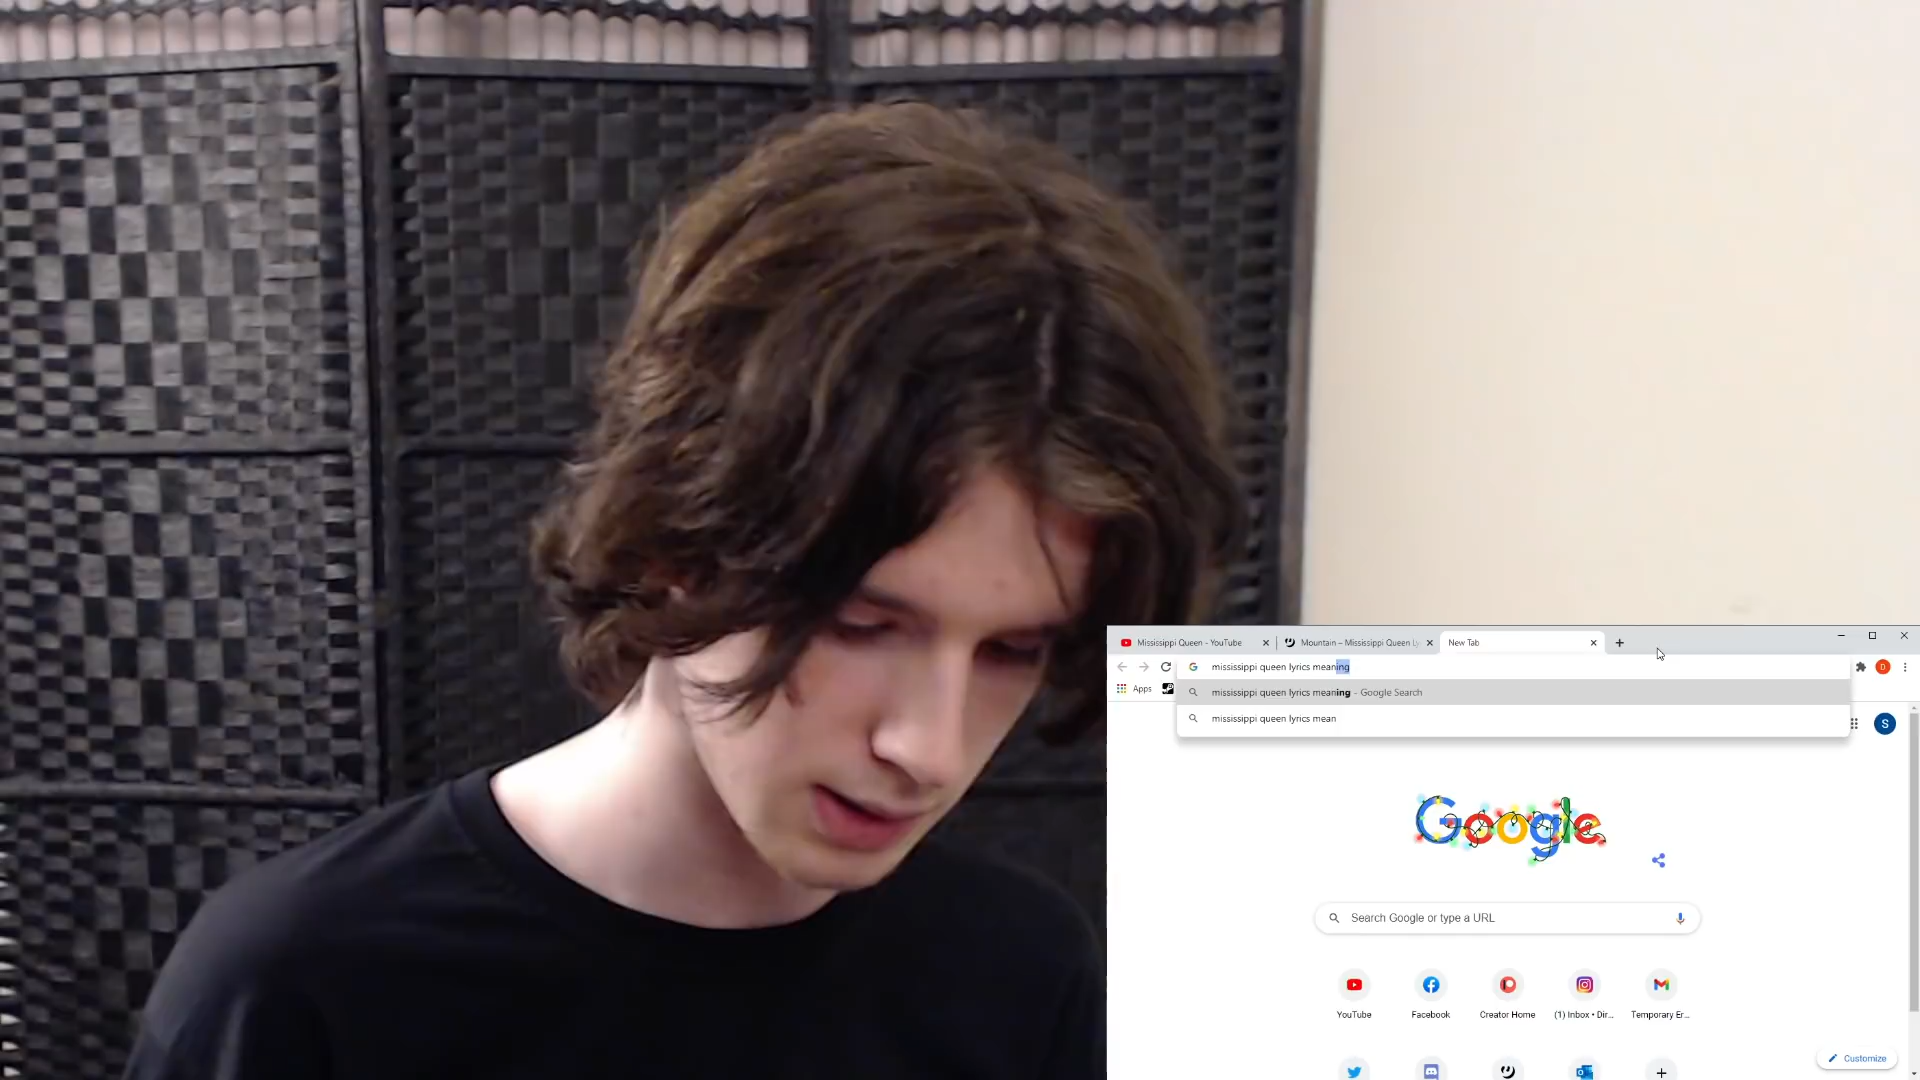 Mississippi Queen - YouTube
Mountain – Mississippi Queen Ly
New Tab
mississippi queen lyrics meaning
Apps
mississippi queen lyrics meaning - Google Search
mississippi queen lyrics mean
S
Google
Search Google or type a URL
YouTube
Facebook
Creator Home
(1) Inbox • Dir...
Temporary Er...
Customize